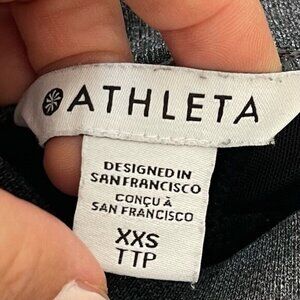 ATHLETA
DESIGNED IN
SAN FRANCISCO
CONÇU À
SAN FRANCISCO
XXS
TTP